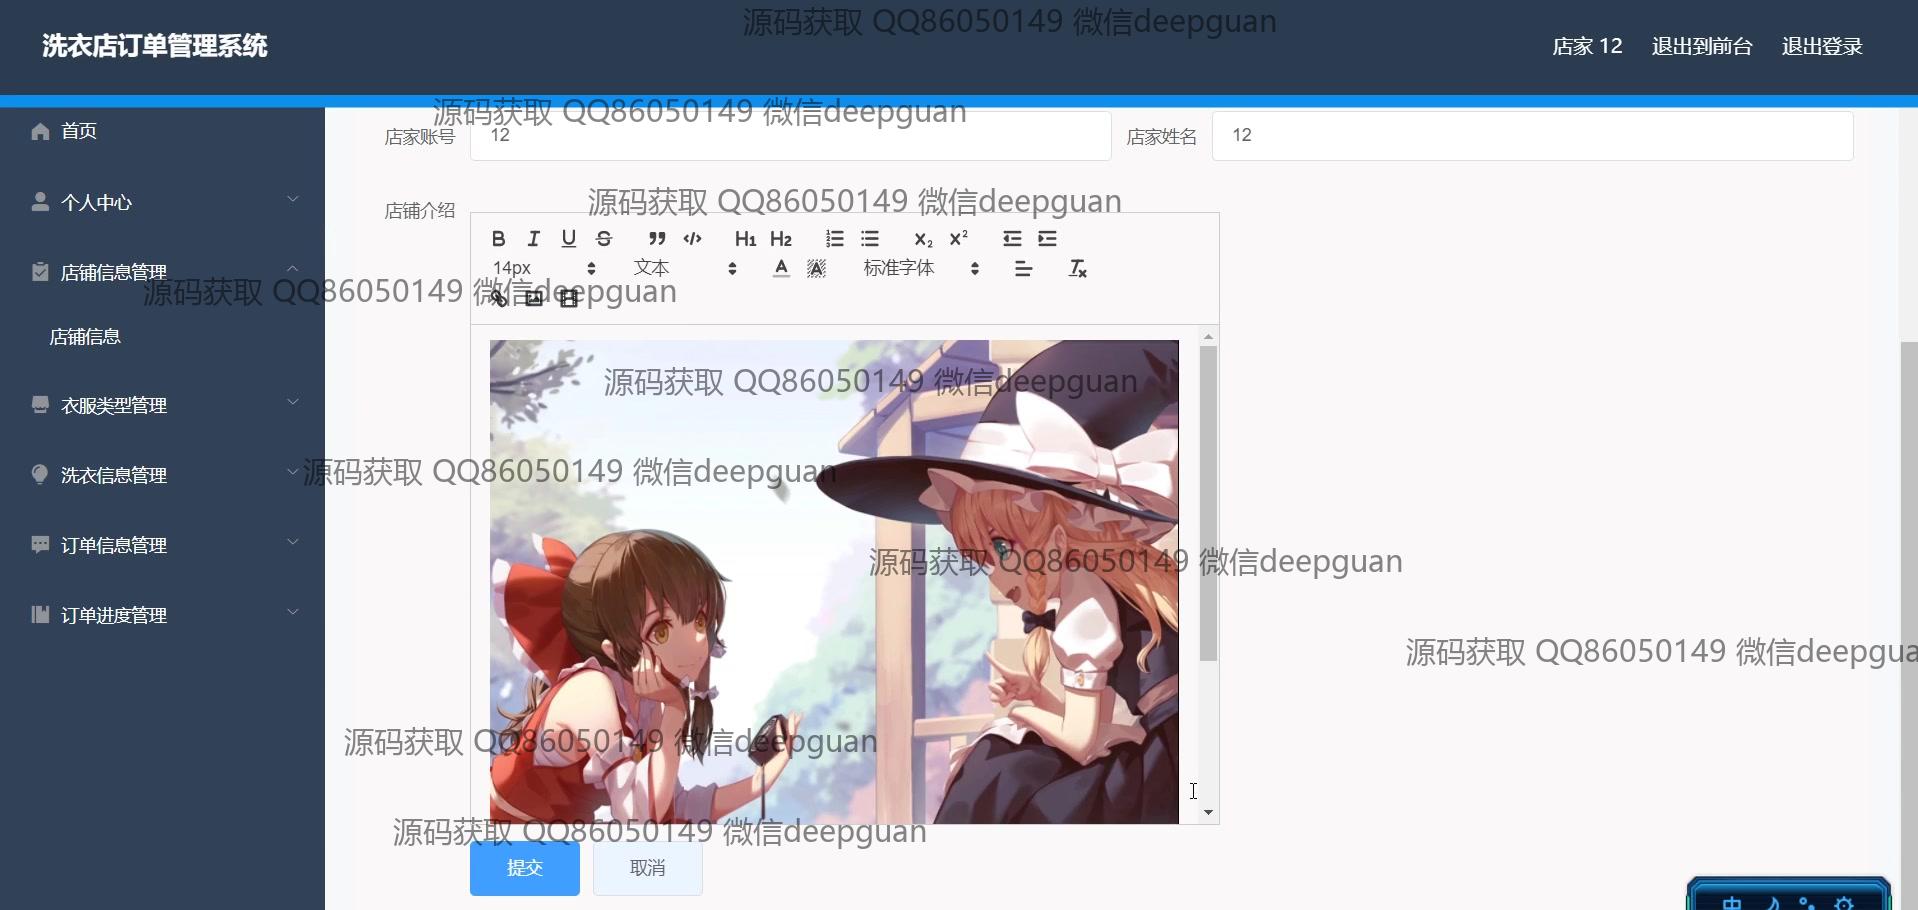 源码获取 QQ86050149 微信deepguan
洗衣店订单管理系统
店家 12
退出到前台
退出登录
源码获取 QQ86050149 微信deepguan
首页
店家账号
12
店家姓名
12
个人中心
店铺介绍
源码获取 QQ86050149 微信deepguan
B I U S H1 H2 X₂ X²
店铺信息管理
14px
文本
A
A
标准字体
Tx
源码获取 QQ86050149 微信deepguan
店铺信息
源码获取 QQ86050149 微信deepguan
衣服类型管理
洗衣信息管理
源码获取 QQ86050149 微信deepguan
订单信息管理
源码获取 QQ86050149 微信deepguan
订单进度管理
源码获取 QQ86050149 微信deepgua
源码获取 QQ86050149 微信deepguan
源码获取 QQ86050149 微信deepguan
提交
取消
中